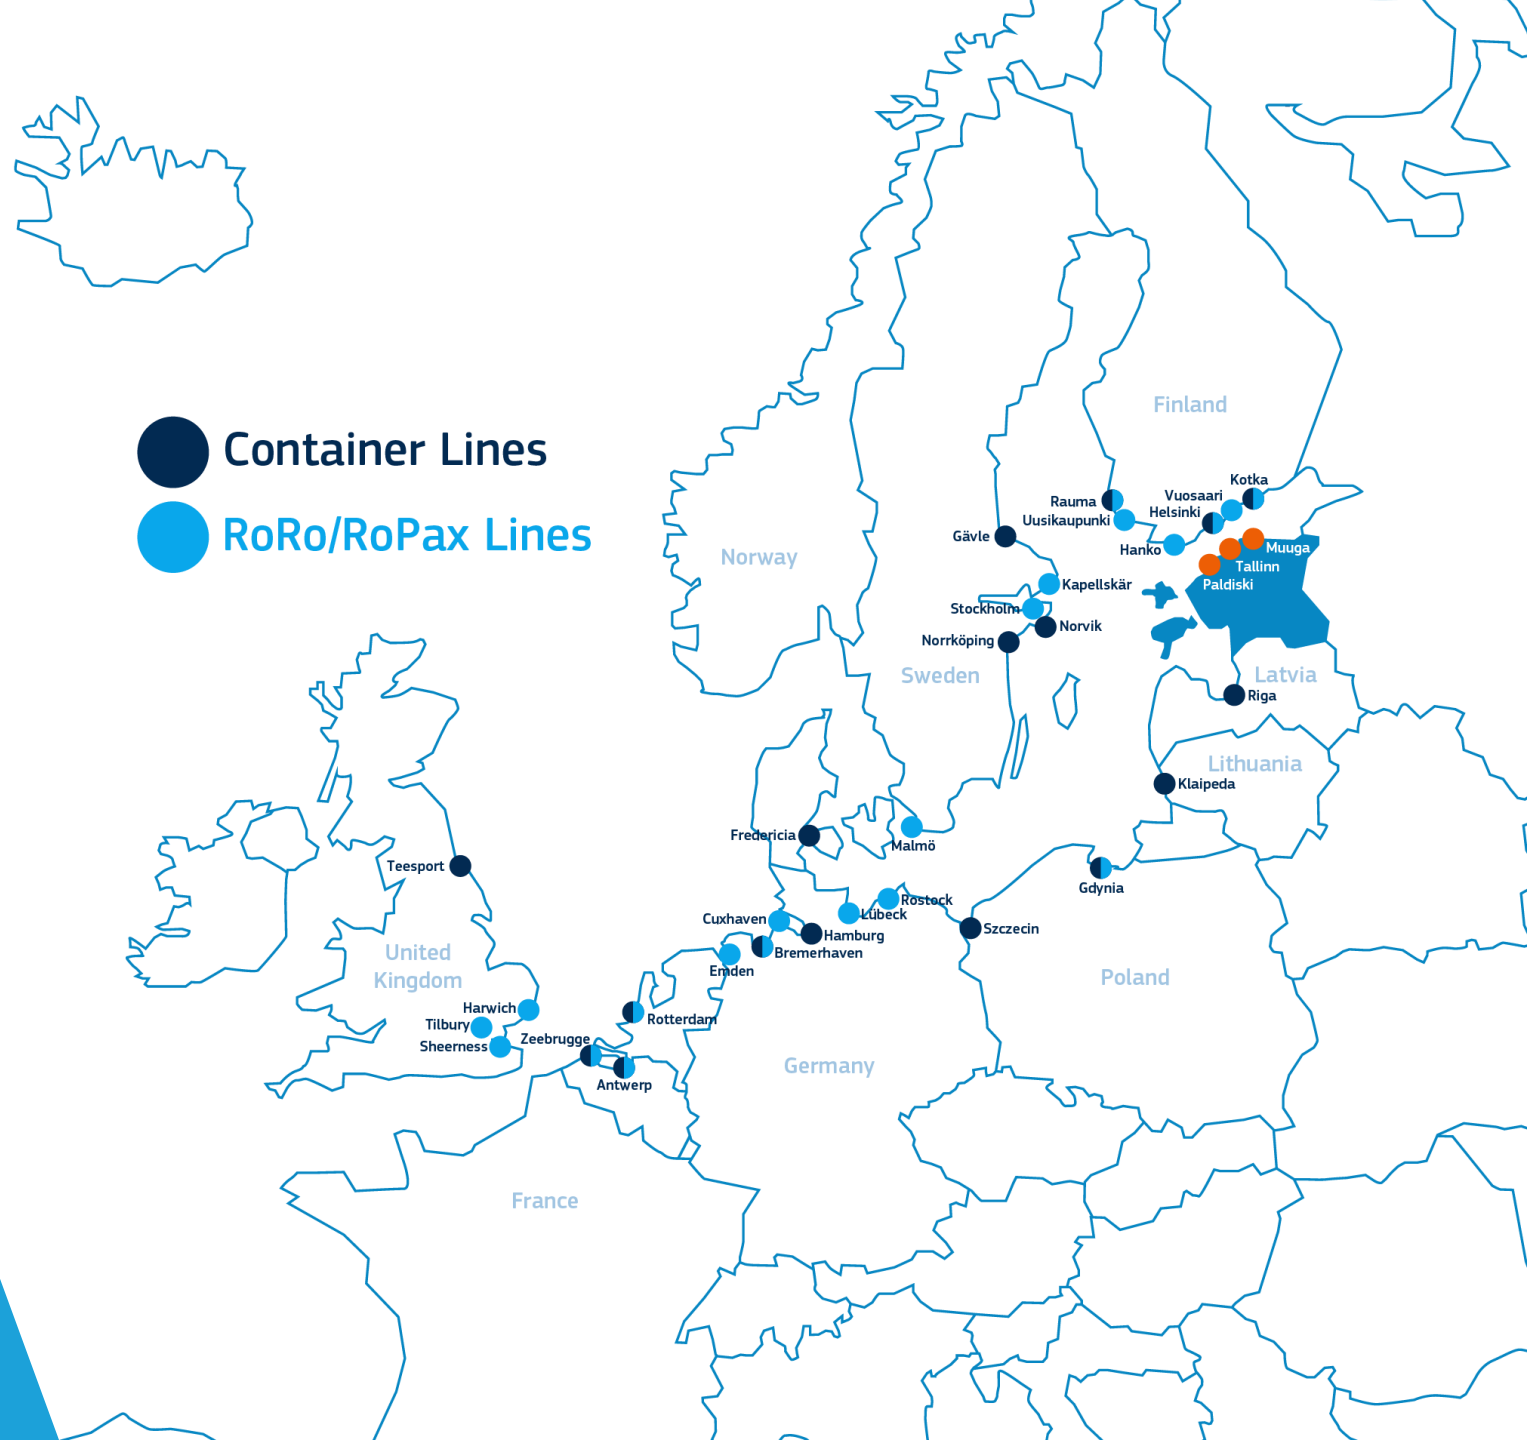 Container Lines
RoRo/RoPax Lines
Finland
Kotka
Vuosaari
Rauma
Helsinki
Uusikaupunki
Gävle
Hanko
Muuga
Tallinn
Paldiski
Norway
Kapellskär
Stockholm
Norvik
Norrköping
Sweden
Latvia
Riga
Lithuania
Klaipeda
Fredericia
Malmö
Teesport
Gdynia
Rostock
Lübeck
Cuxhaven
Szczecin
Hamburg
Bremerhaven
Emden
United
Kingdom
Poland
Harwich
Tilbury
Rotterdam
Sheerness
Zeebrugge
Antwerp
Germany
France